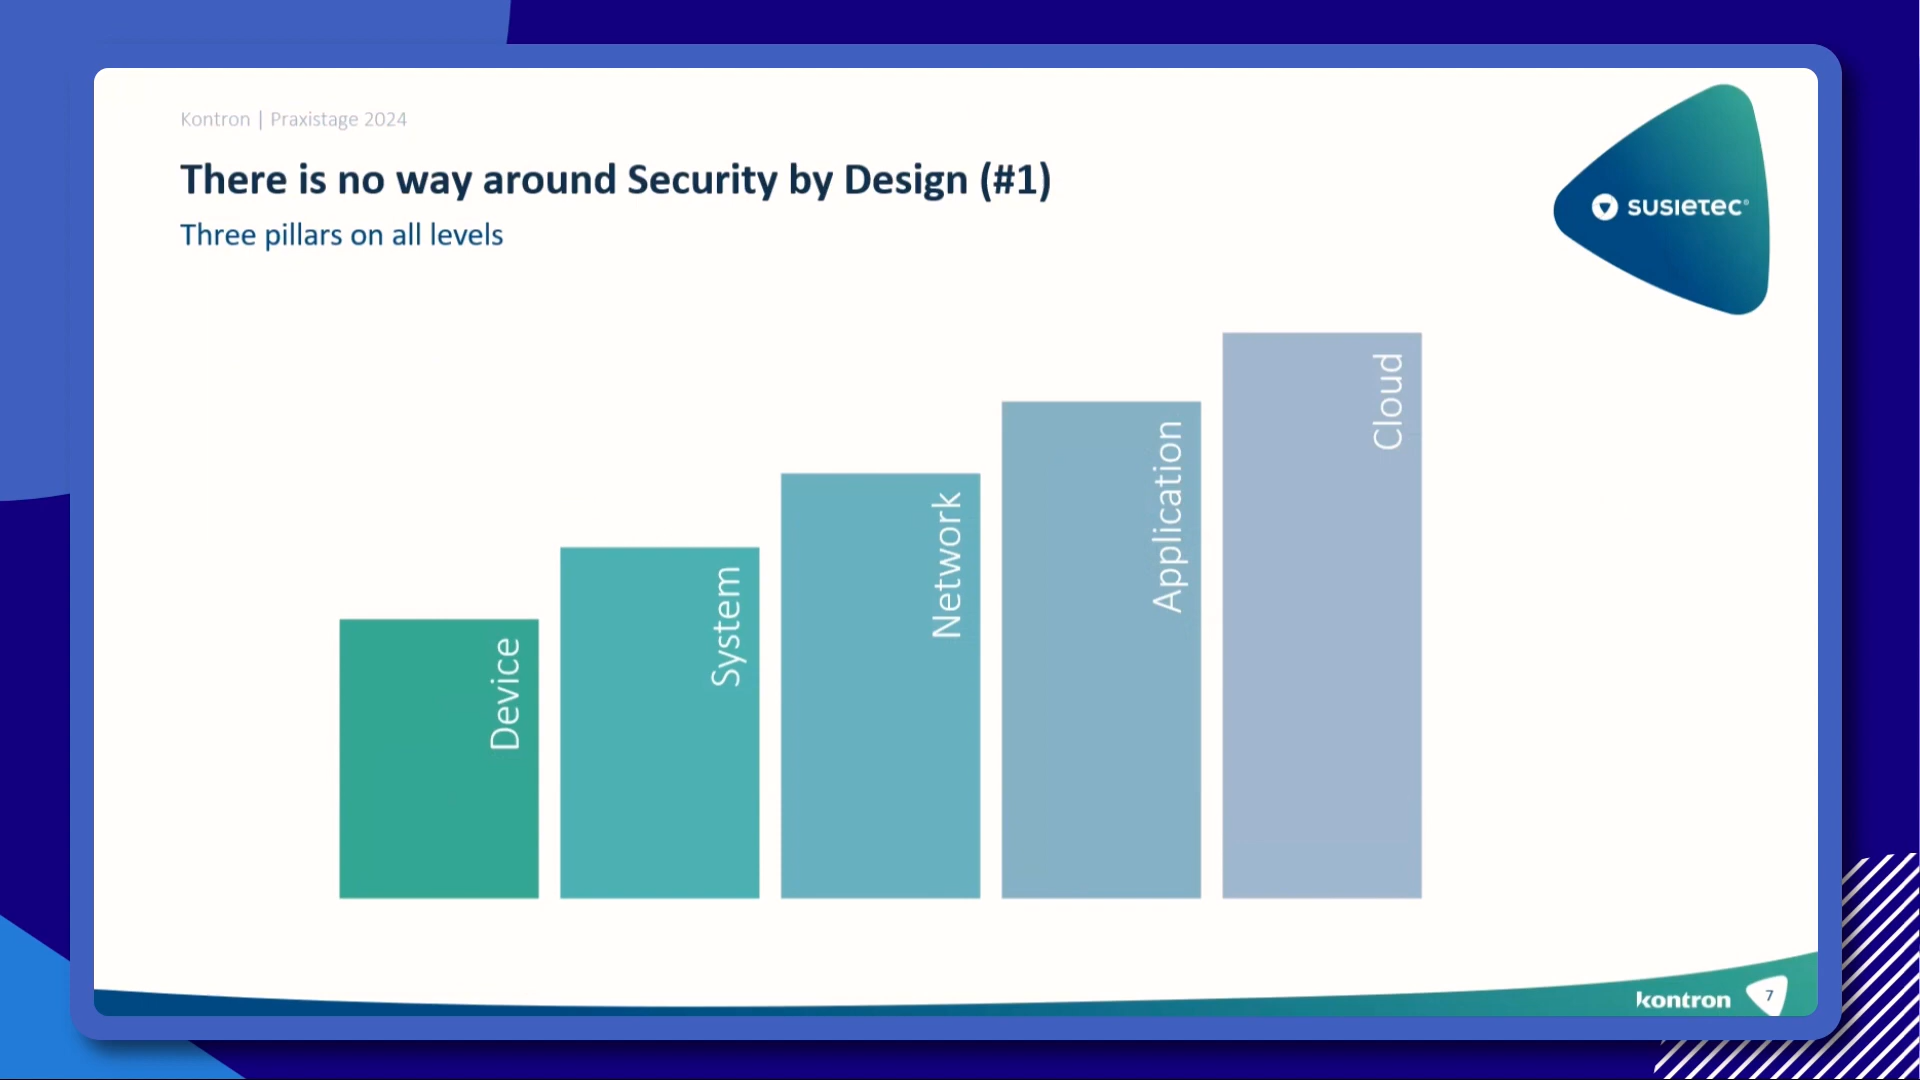 Kontron | Praxistage 2024
There is no way around Security by Design (#1)
Three pillars on all levels
susietec®
Device
System
Network
Application
Cloud
kontron
7